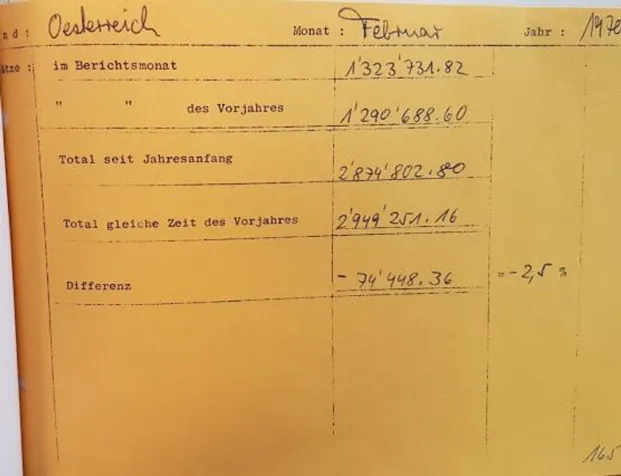 nd: Oesterreich Monat : Februar Jahr : 197
ätze : im Berichtsmonat 1'323'731.82
" " des Vorjahres 1'290'688.60
Total seit Jahresanfang 2'874'802.80
Total gleiche Zeit des Vorjahres 2'949'251.16
Differenz - 74'448.36 = -2,5 %
165